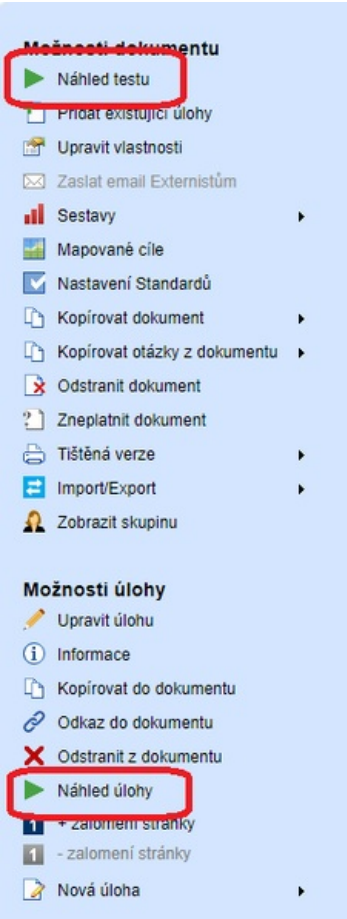 Možnosti dokumentu
Náhled testu
Přidat existující úlohy
Upravit vlastnosti
Zaslat email Externistům
Sestavy
Mapované cíle
Nastavení Standardů
Kopírovat dokument
Kopírovat otázky z dokumentu
Odstranit dokument
Zneplatnit dokument
Tištěná verze
Import/Export
Zobrazit skupinu
Možnosti úlohy
Upravit úlohu
Informace
Kopírovat do dokumentu
Odkaz do dokumentu
Odstranit z dokumentu
Náhled úlohy
1 + zalomení stránky
1 - zalomení stránky
Nová úloha